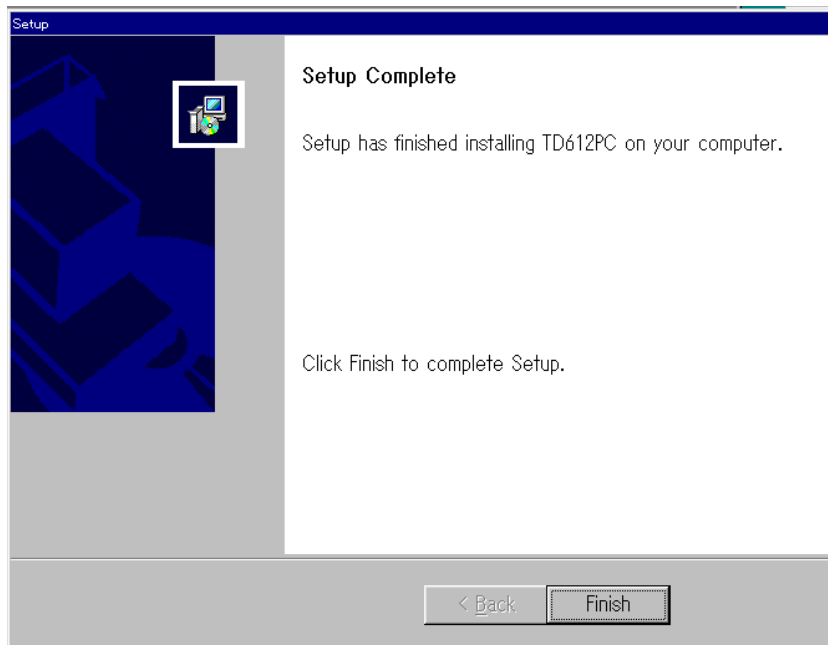 Setup
Setup Complete
Setup has finished installing TD612PC on your computer.
Click Finish to complete Setup.
< Back
Finish